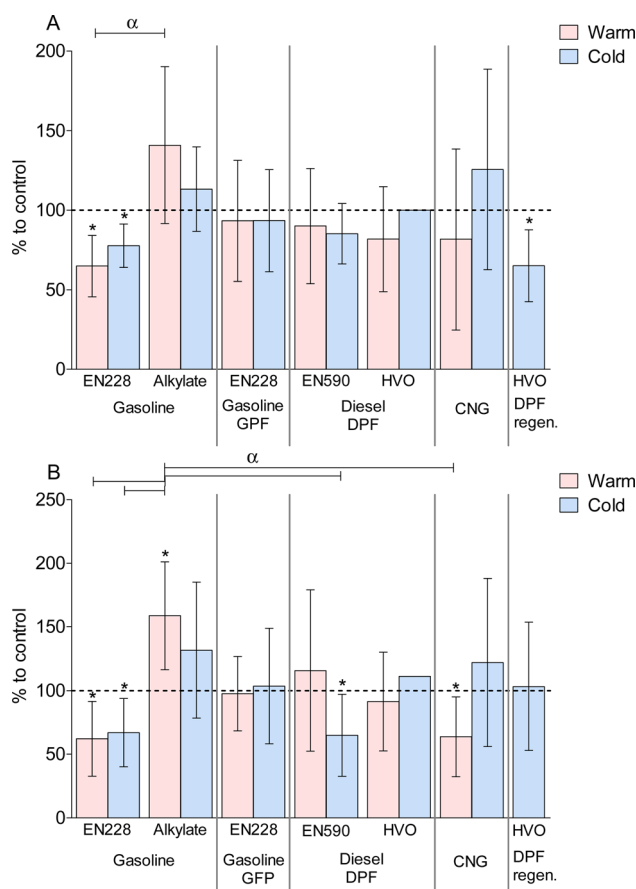 A
α
Warm
Cold
200
150
100
50
0
% to control
*
*
*
EN228
Alkylate
EN228
EN590
HVO
HVO
Gasoline
Gasoline
GPF
Diesel
DPF
CNG
DPF
regen.
B
α
Warm
Cold
250
200
150
100
50
0
% to control
*
*
*
*
*
EN228
Alkylate
EN228
EN590
HVO
HVO
Gasoline
Gasoline
GFP
Diesel
DPF
CNG
DPF
regen.